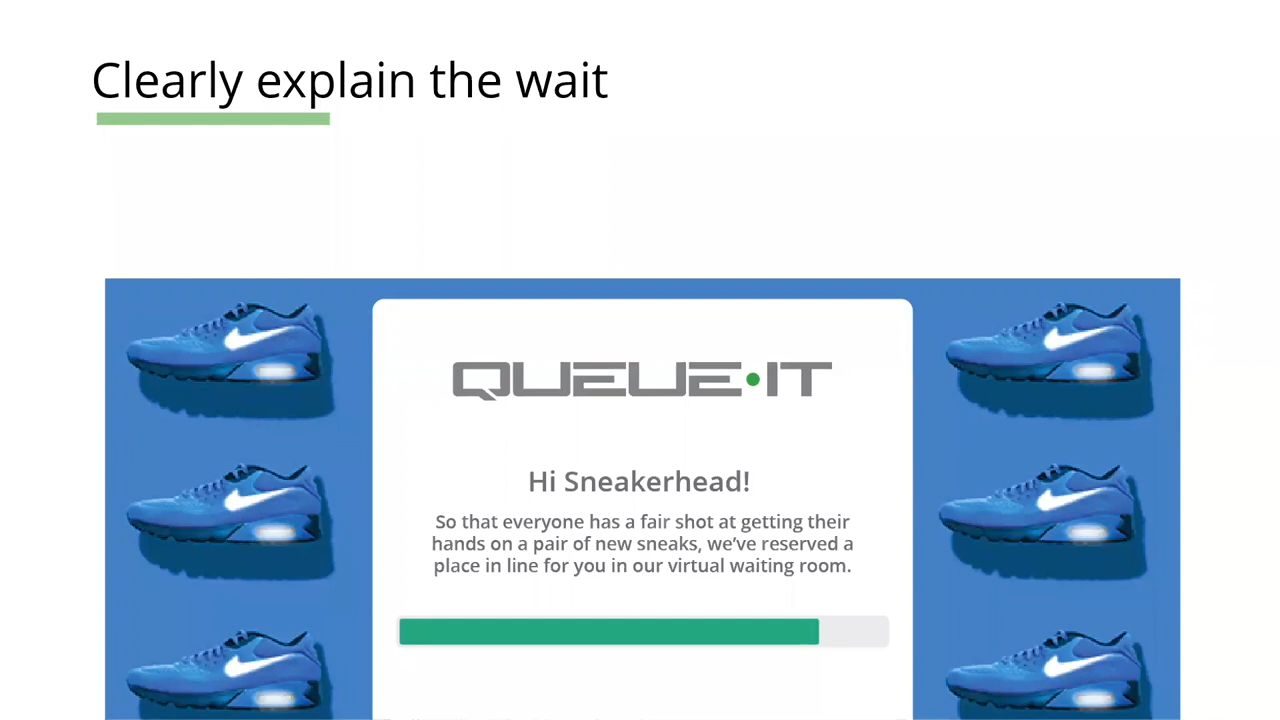 Clearly explain the wait
QUEUE·IT
Hi Sneakerhead!
So that everyone has a fair shot at getting their
hands on a pair of new sneaks, we’ve reserved a
place in line for you in our virtual waiting room.